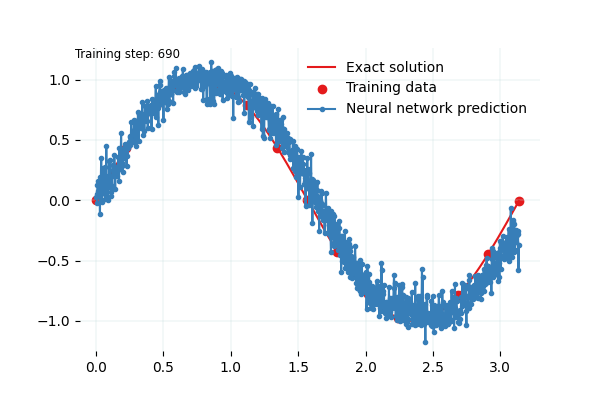 Training step: 690
Exact solution
Training data
Neural network prediction
1.0
0.5
0.0
−0.5
−1.0
0.0 0.5 1.0 1.5 2.0 2.5 3.0